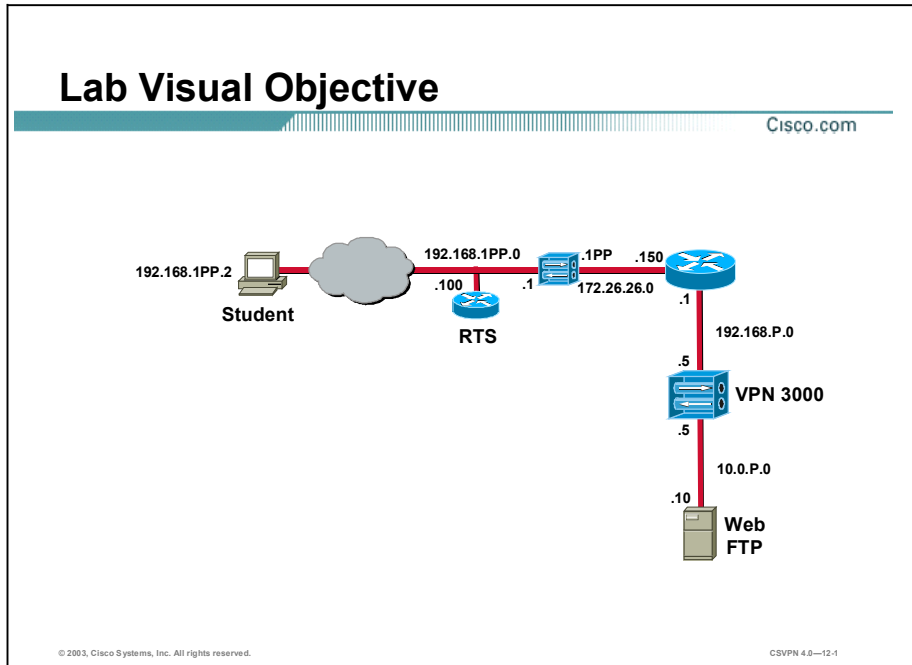 Lab Visual Objective
Cisco.com
192.168.1PP.0
.1PP
.150
192.168.1PP.2
.100
.1
172.26.26.0
.1
Student
RTS
192.168.P.0
.5
VPN 3000
.5
10.0.P.0
.10
Web
FTP
© 2003, Cisco Systems, Inc. All rights reserved.
CSVPN 4.0—12-1